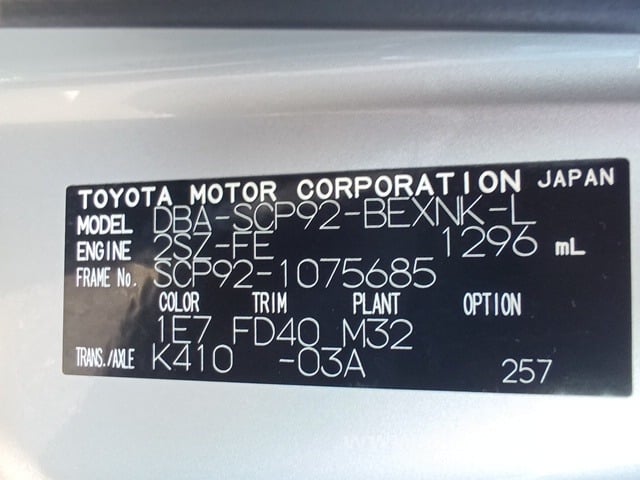 TOYOTA MOTOR CORPORATION JAPAN
MODEL DBA-SCP92-BEXNK-L
ENGINE 2SZ-FE 1296 mL
FRAME No. SCP92-1075685
COLOR TRIM PLANT OPTION
1E7 FD40 M32
TRANS./AXLE K410 -03A
257